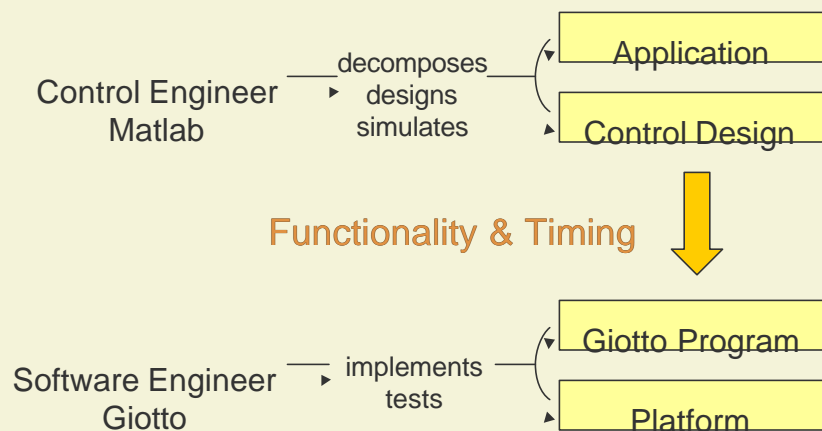 Control Engineer
Matlab
decomposes
designs
simulates
Application
Control Design
Functionality & Timing
Software Engineer
Giotto
implements
tests
Giotto Program
Platform